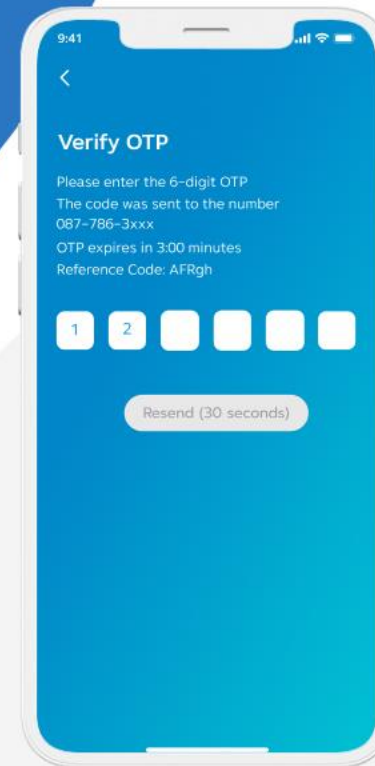 9:41
Verify OTP
Please enter the 6-digit OTP
The code was sent to the number
087-786-3xxx
OTP expires in 3:00 minutes
Reference Code: AFRgh
1 2
Resend (30 seconds)